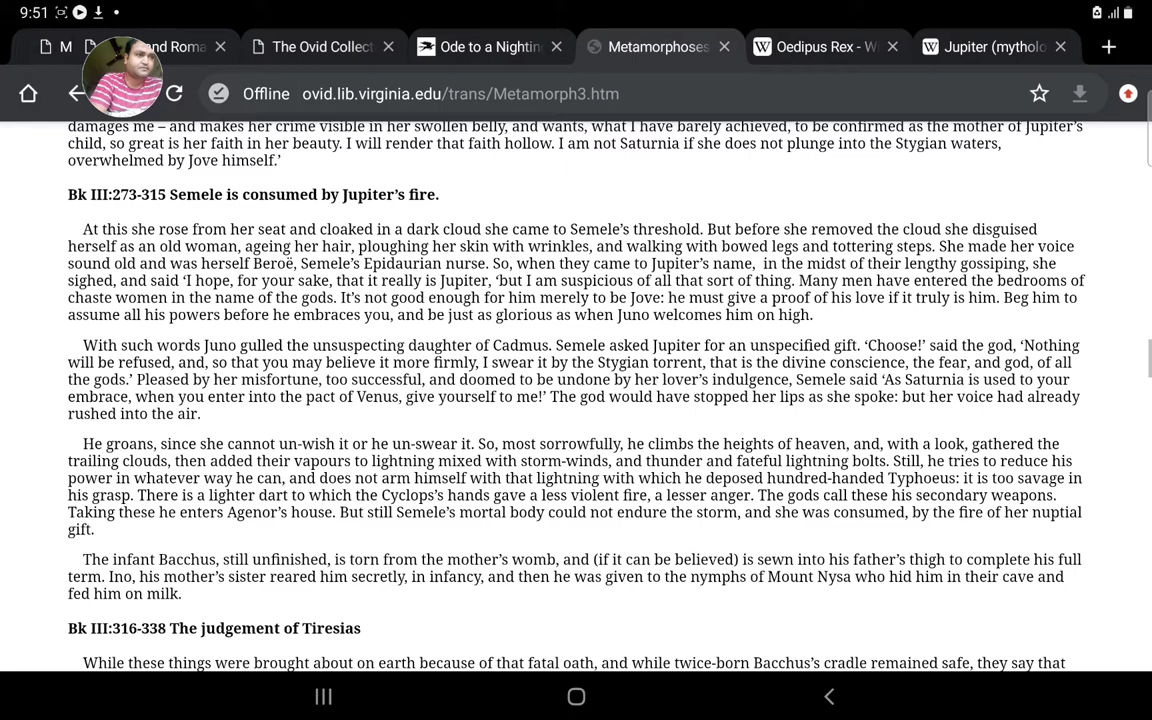 9:51
M
and Roma
The Ovid Collect
Ode to a Nightin
Metamorphoses
Oedipus Rex - W
Jupiter (mytholo
Offline ovid.lib.virginia.edu/trans/Metamorph3.htm
damages me – and makes her crime visible in her swollen belly, and wants, what I have barely achieved, to be confirmed as the mother of Jupiter’s
child, so great is her faith in her beauty. I will render that faith hollow. I am not Saturnia if she does not plunge into the Stygian waters,
overwhelmed by Jove himself.’
Bk III:273-315 Semele is consumed by Jupiter’s fire.
At this she rose from her seat and cloaked in a dark cloud she came to Semele’s threshold. But before she removed the cloud she disguised
herself as an old woman, ageing her hair, ploughing her skin with wrinkles, and walking with bowed legs and tottering steps. She made her voice
sound old and was herself Beroë, Semele’s Epidaurian nurse. So, when they came to Jupiter’s name, in the midst of their lengthy gossiping, she
sighed, and said ‘I hope, for your sake, that it really is Jupiter, ‘but I am suspicious of all that sort of thing. Many men have entered the bedrooms of
chaste women in the name of the gods. It’s not good enough for him merely to be Jove: he must give a proof of his love if it truly is him. Beg him to
assume all his powers before he embraces you, and be just as glorious as when Juno welcomes him on high.
With such words Juno gulled the unsuspecting daughter of Cadmus. Semele asked Jupiter for an unspecified gift. ‘Choose!’ said the god, ‘Nothing
will be refused, and, so that you may believe it more firmly, I swear it by the Stygian torrent, that is the divine conscience, the fear, and god, of all
the gods.’ Pleased by her misfortune, too successful, and doomed to be undone by her lover’s indulgence, Semele said ‘As Saturnia is used to your
embrace, when you enter into the pact of Venus, give yourself to me!’ The god would have stopped her lips as she spoke: but her voice had already
rushed into the air.
He groans, since she cannot un-wish it or he un-swear it. So, most sorrowfully, he climbs the heights of heaven, and, with a look, gathered the
trailing clouds, then added their vapours to lightning mixed with storm-winds, and thunder and fateful lightning bolts. Still, he tries to reduce his
power in whatever way he can, and does not arm himself with that lightning with which he deposed hundred-handed Typhoeus: it is too savage in
his grasp. There is a lighter dart to which the Cyclops’s hands gave a less violent fire, a lesser anger. The gods call these his secondary weapons.
Taking these he enters Agenor’s house. But still Semele’s mortal body could not endure the storm, and she was consumed, by the fire of her nuptial
gift.
The infant Bacchus, still unfinished, is torn from the mother’s womb, and (if it can be believed) is sewn into his father’s thigh to complete his full
term. Ino, his mother’s sister reared him secretly, in infancy, and then he was given to the nymphs of Mount Nysa who hid him in their cave and
fed him on milk.
Bk III:316-338 The judgement of Tiresias
While these things were brought about on earth because of that fatal oath, and while twice-born Bacchus’s cradle remained safe, they say that